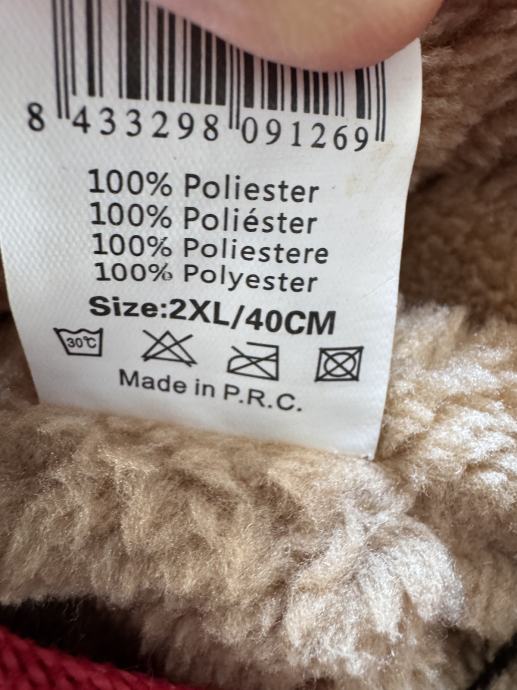 8 433298 091269
100% Poliester
100% Poliéster
100% Poliestere
100% Polyester
Size:2XL/40CM
30℃
Made in P.R.C.